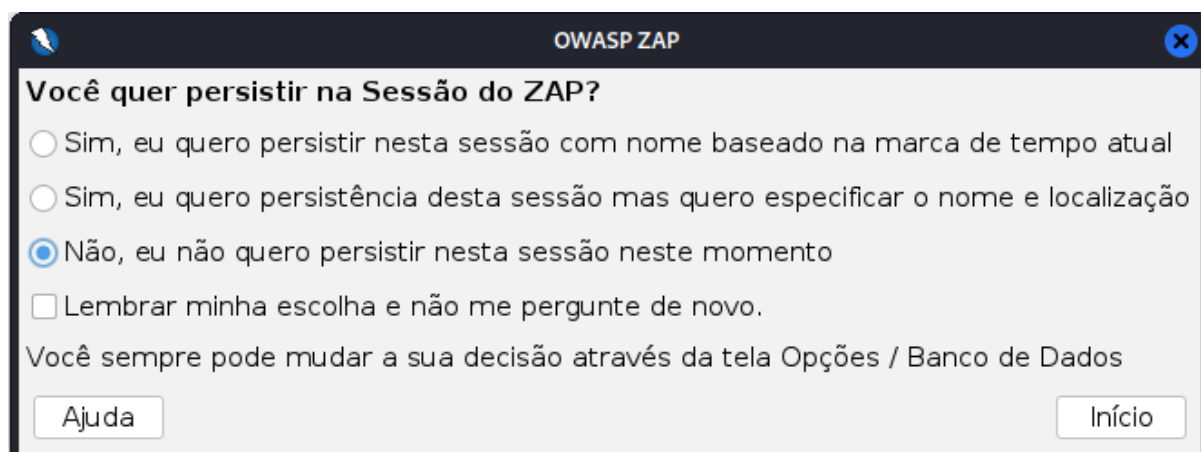 OWASP ZAP
Você quer persistir na Sessão do ZAP?
Sim, eu quero persistir nesta sessão com nome baseado na marca de tempo atual
Sim, eu quero persistência desta sessão mas quero especificar o nome e localização
Não, eu não quero persistir nesta sessão neste momento
Lembrar minha escolha e não me pergunte de novo.
Você sempre pode mudar a sua decisão através da tela Opções / Banco de Dados
Ajuda
Início